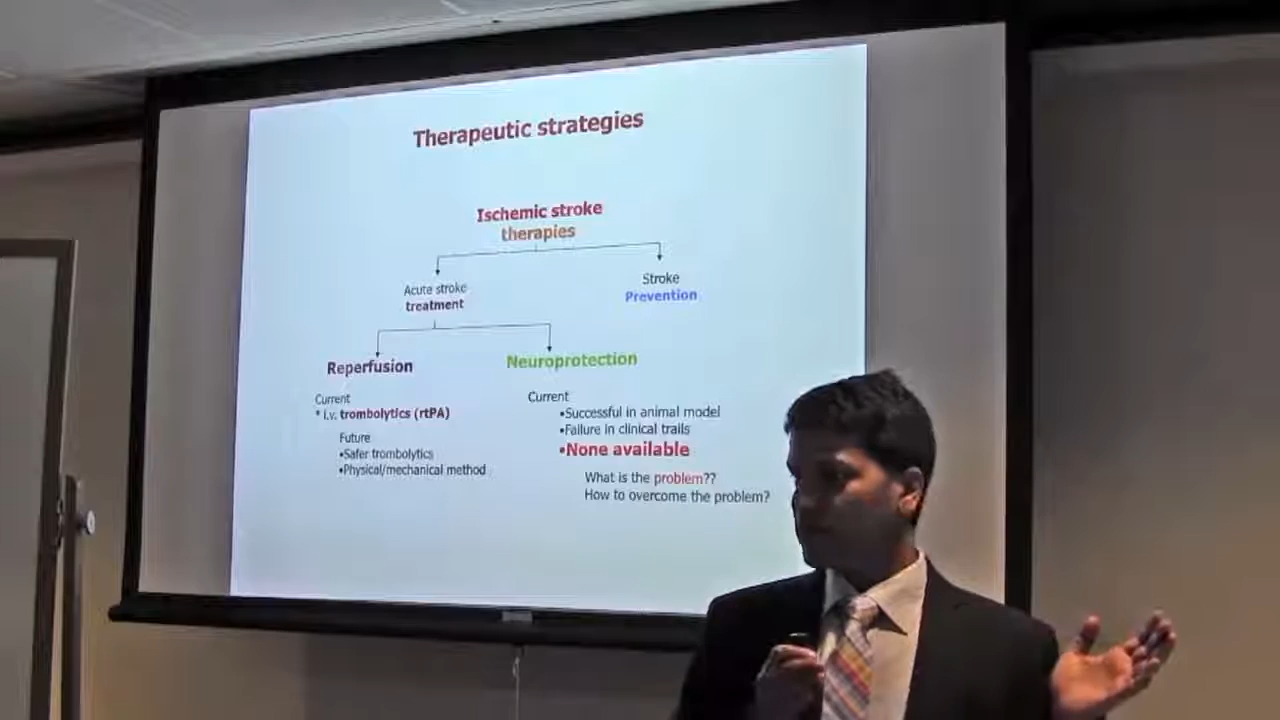 Therapeutic strategies
Ischemic stroke
therapies
Acute stroke
treatment
Stroke
Prevention
Reperfusion
Current
* i.v. trombolytics (rtPA)
Future
•Safer trombolytics
•Physical/mechanical method
Neuroprotection
Current
•Successful in animal model
•Failure in clinical trails
•None available
What is the problem??
How to overcome the problem?